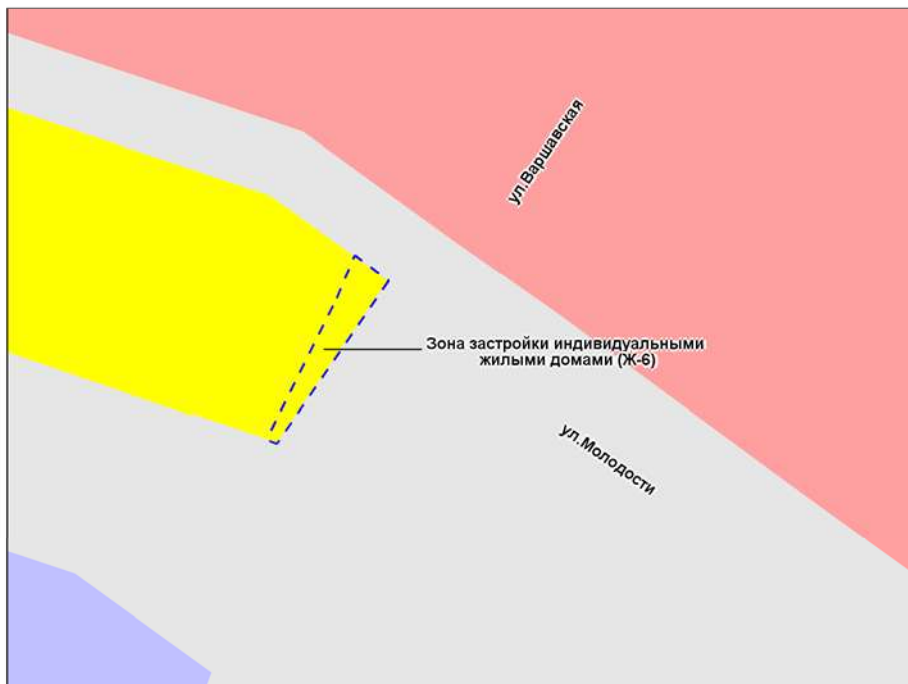 ул.Варшавская
Зона застройки индивидуальными
жилыми домами (Ж-6)
ул.Молодости